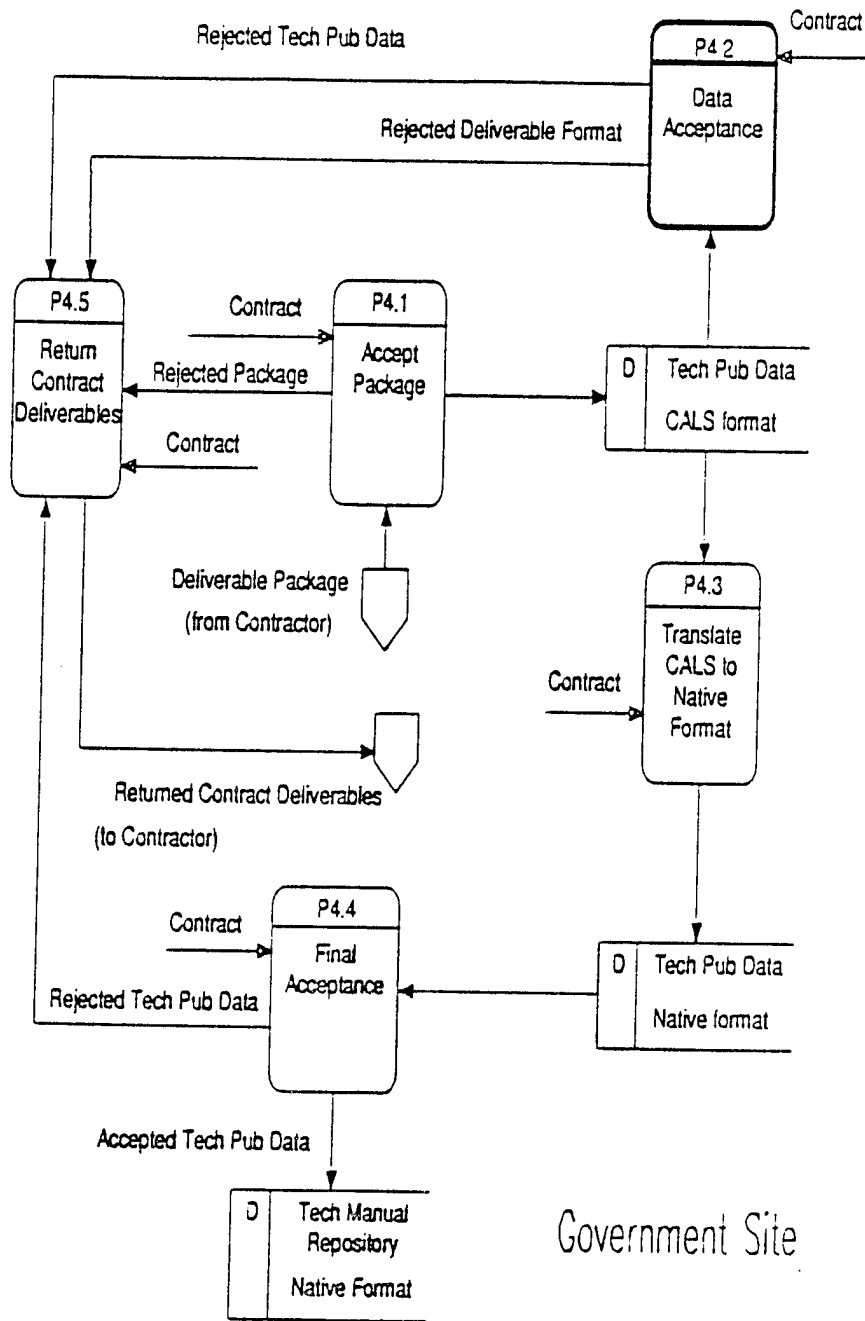 Rejected Tech Pub Data
Contract
P4.2
Data
Acceptance
Rejected Deliverable Format
P4.5
Return
Contract
Deliverables
Contract
P4.1
Accept
Package
Rejected Package
Contract
D
Tech Pub Data
CALS format
Deliverable Package
(from Contractor)
P4.3
Translate
CALS to
Native
Format
Contract
Returned Contract Deliverables
(to Contractor)
P4.4
Final
Acceptance
Contract
Rejected Tech Pub Data
D
Tech Pub Data
Native format
Accepted Tech Pub Data
D
Tech Manual
Repository
Native Format
Government Site